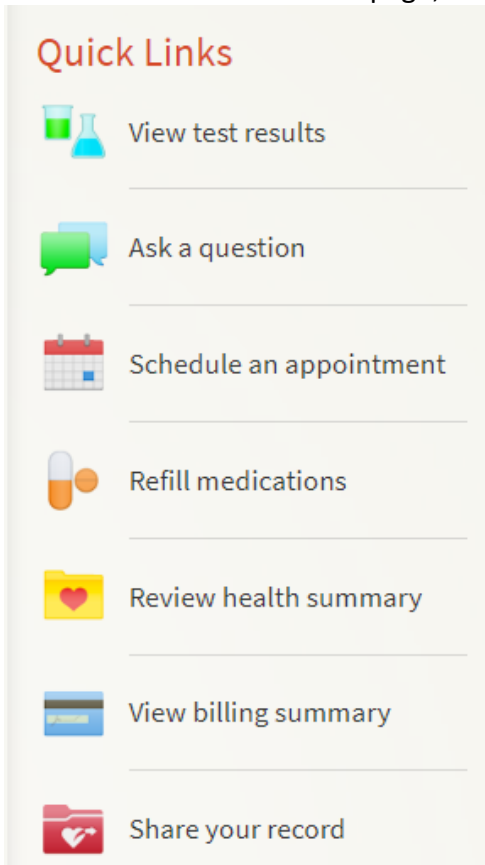 Quick Links
View test results
Ask a question
Schedule an appointment
Refill medications
Review health summary
View billing summary
Share your record